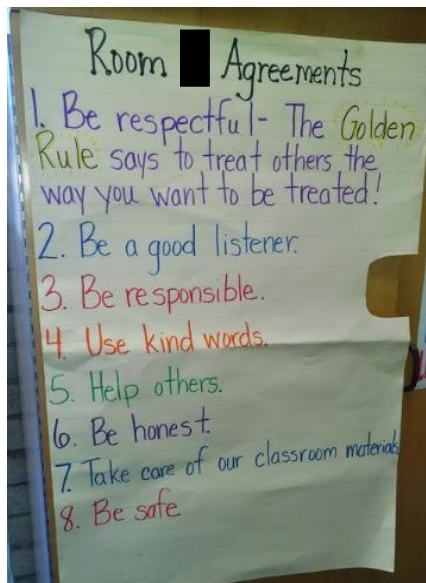 Room Agreements
1. Be respectful- The Golden
Rule says to treat others the
way you want to be treated!
2. Be a good listener.
3. Be responsible.
4. Use kind words.
5. Help others.
6. Be honest.
7. Take care of our classroom materials
8. Be safe